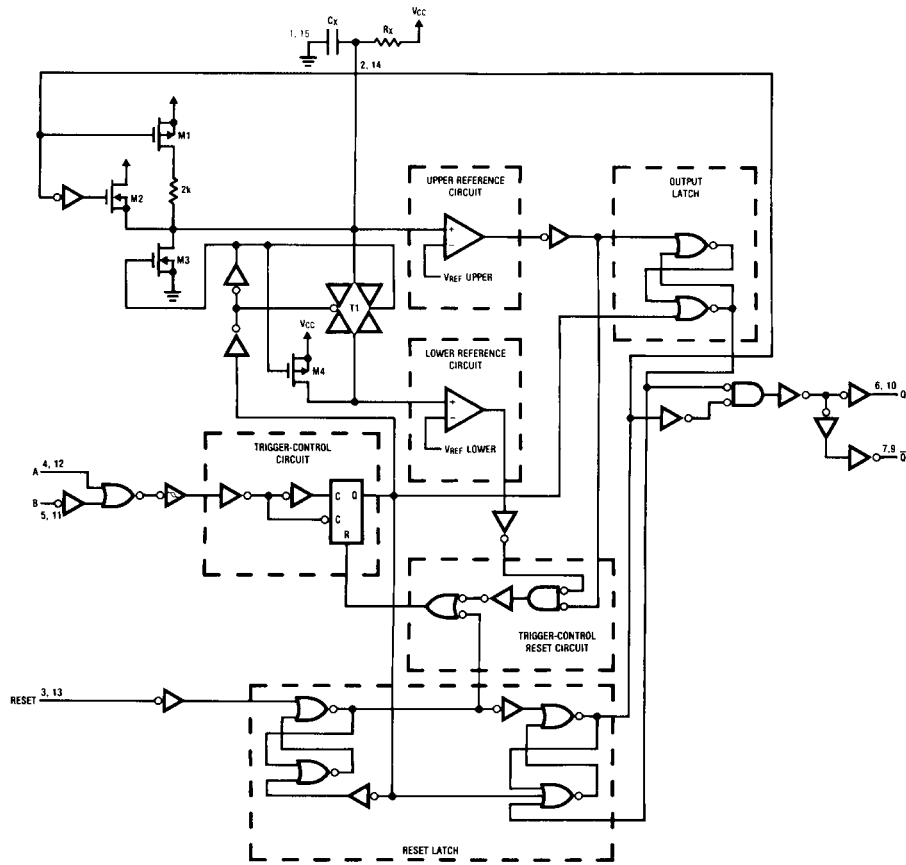 VCC
CX
RX
1, 15
2, 14
M1
M2
2k
M3
UPPER REFERENCE
CIRCUIT
VREF UPPER
OUTPUT
LATCH
T1
VCC
M4
LOWER REFERENCE
CIRCUIT
VREF LOWER
6, 10
Q
7,9
Q̅
TRIGGER-CONTROL
CIRCUIT
A
4, 12
B
5, 11
C
Q
C
R
TRIGGER-CONTROL
RESET CIRCUIT
RESET
3, 13
RESET LATCH